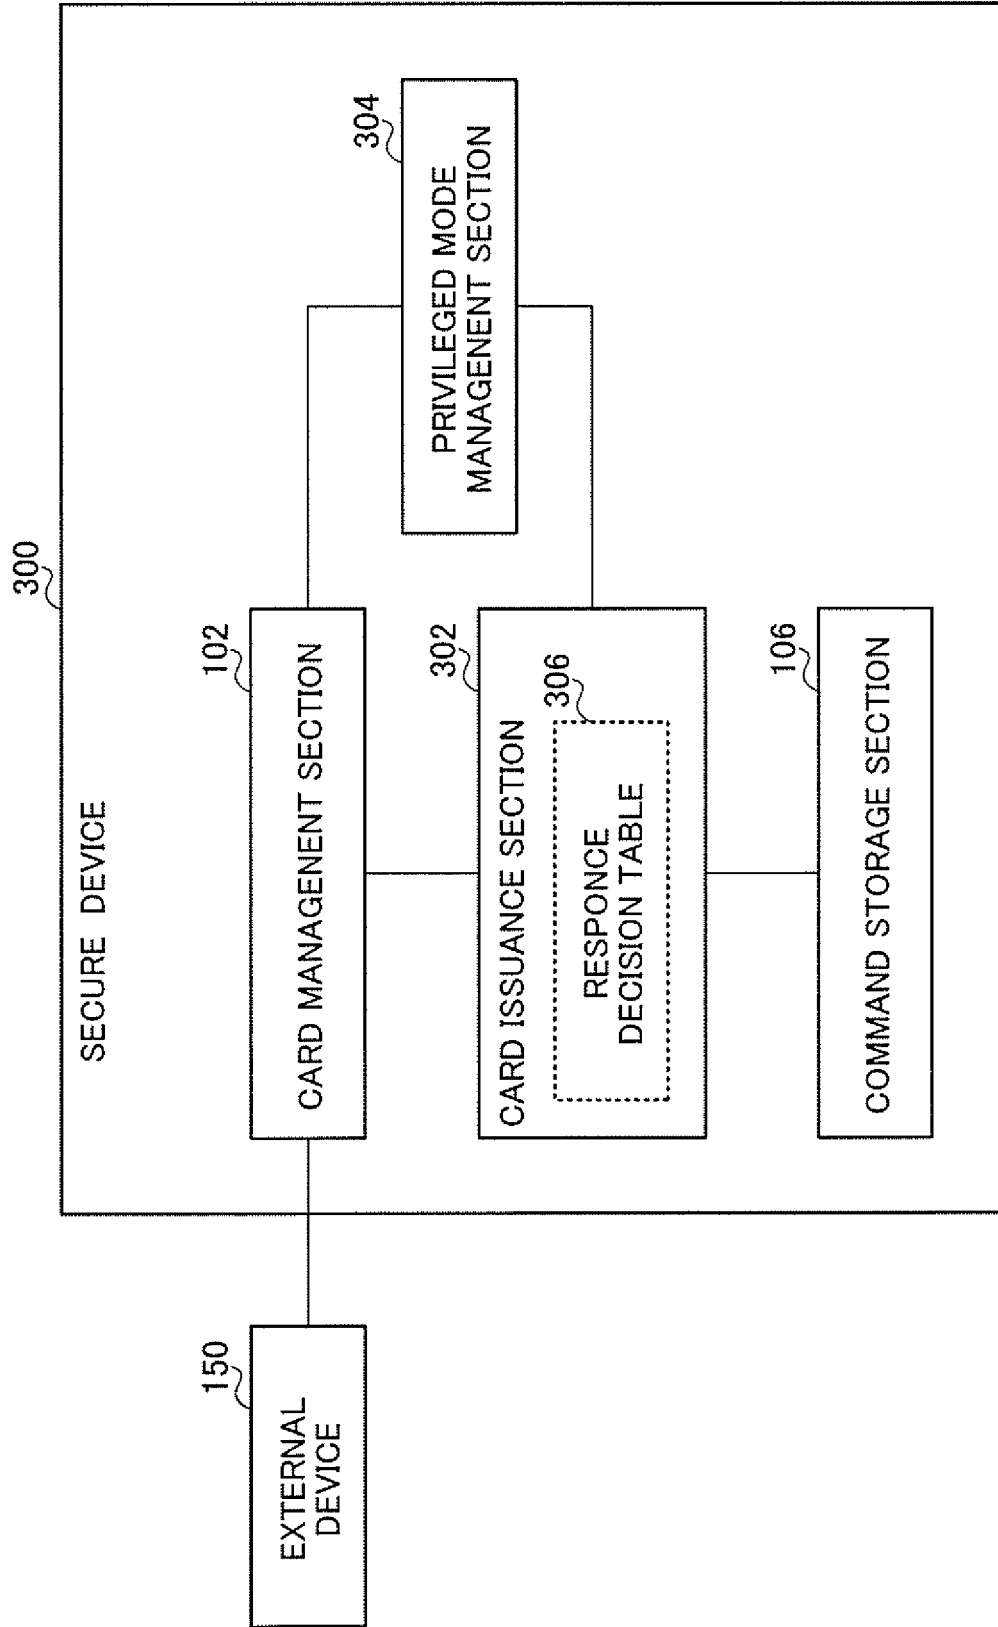 300
SECURE DEVICE
150
EXTERNAL
DEVICE
102
CARD MANAGENENT SECTION
304
PRIVILEGED MODE
MANAGENENT SECTION
302
CARD ISSUANCE SECTION
306
RESPONCE
DECISION TABLE
106
COMMAND STORAGE SECTION